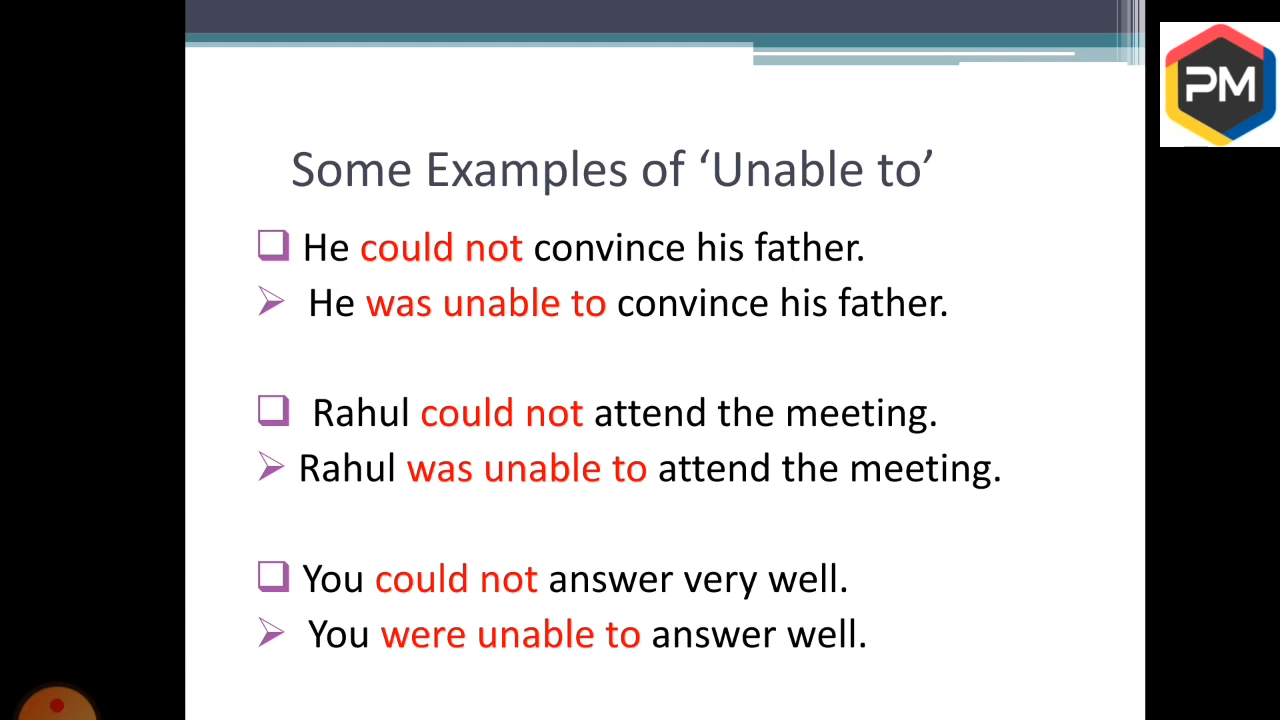 PM
Some Examples of ‘Unable to’
He could not convince his father.
He was unable to convince his father.
Rahul could not attend the meeting.
Rahul was unable to attend the meeting.
You could not answer very well.
You were unable to answer well.